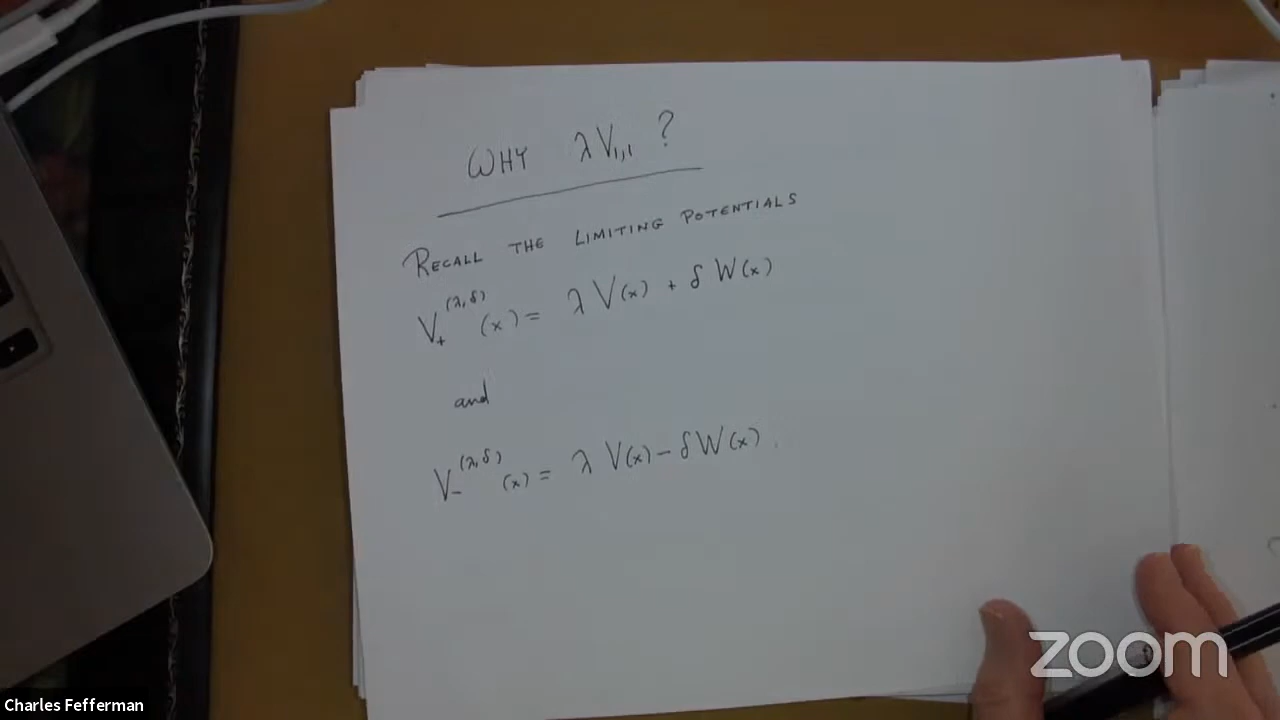 WHY λV₁,₁ ?
RECALL THE LIMITING POTENTIALS
V₊^(λ,δ) (x) = λ V(x) + δ W(x)
and
V₋^(λ,δ) (x) = λ V(x) − δ W(x).
zoom
Charles Fefferman